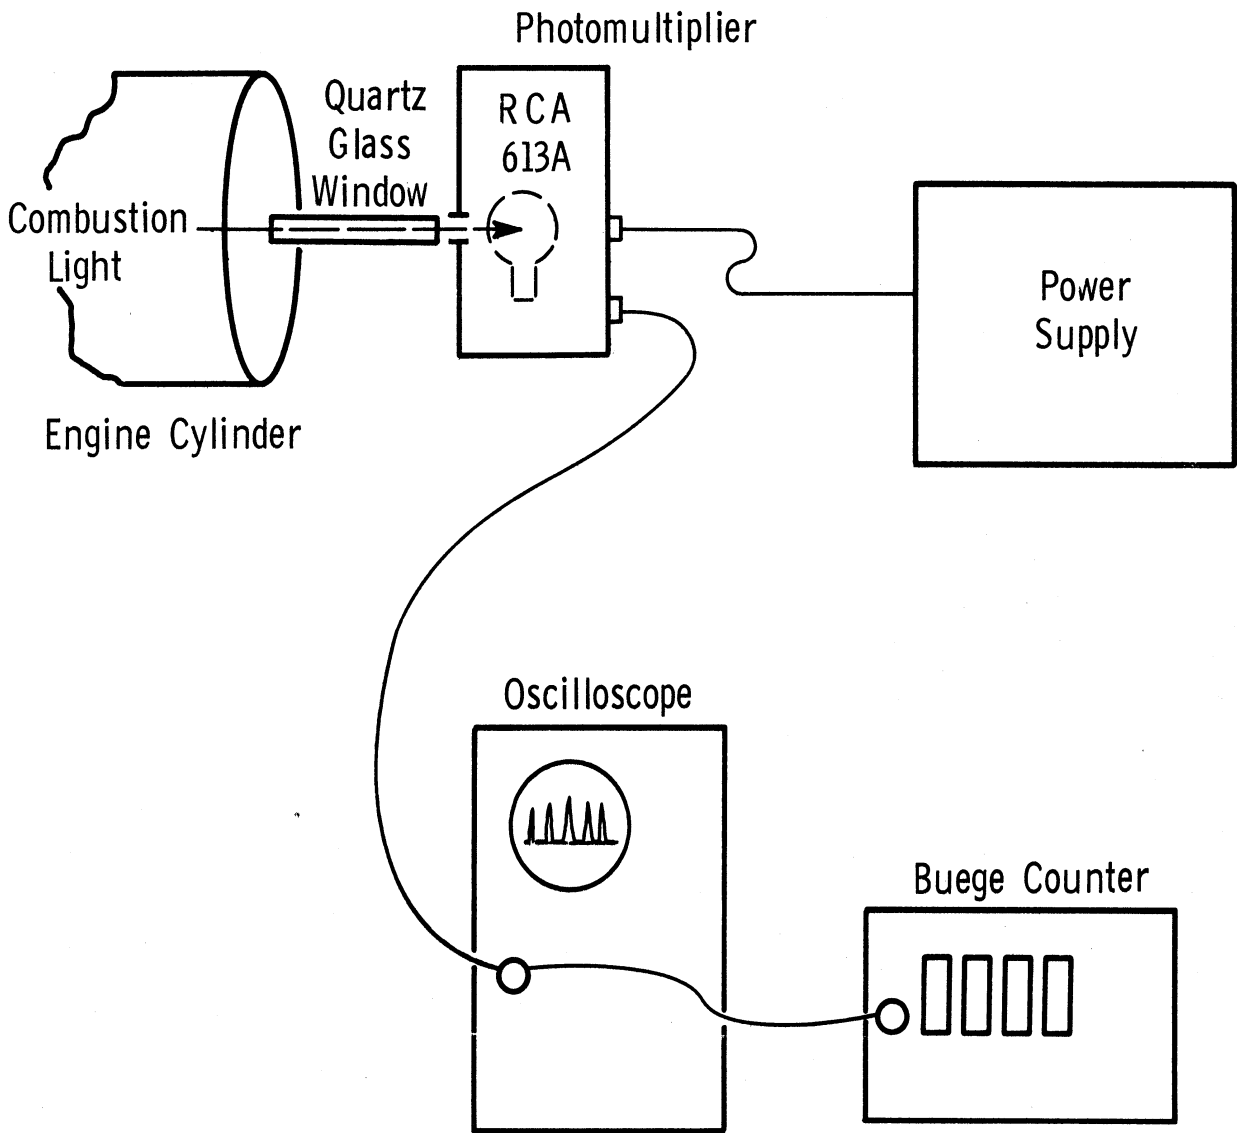 Photomultiplier
Quartz
Glass
Window
RCA
613A
Combustion
Light
Power
Supply
Engine Cylinder
Oscilloscope
Buege Counter